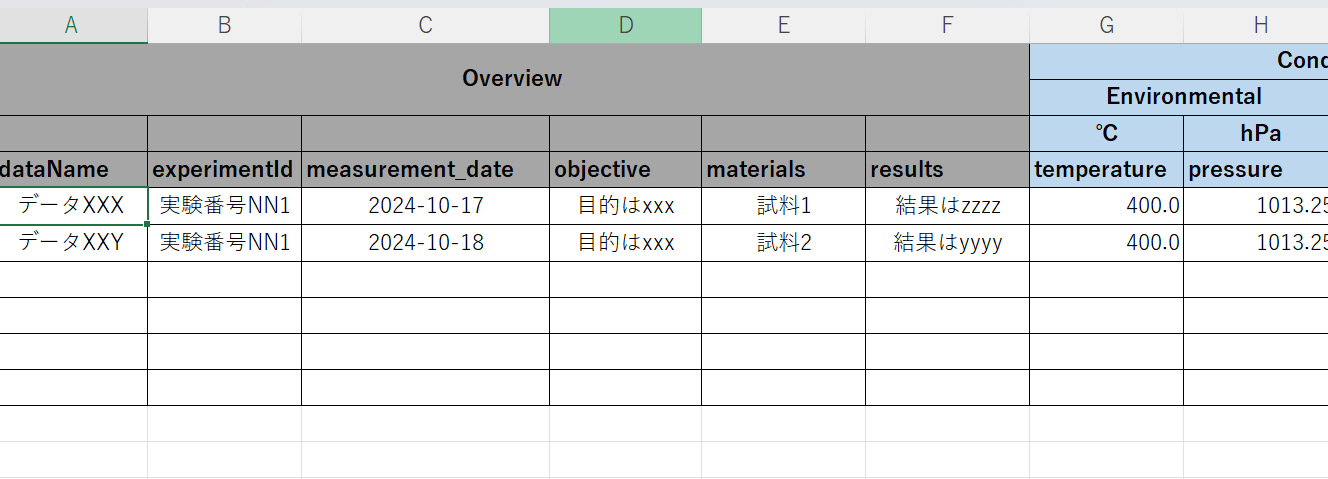 A B C D E F G H
Overview Cond
Environmental
℃ hPa
dataName experimentId measurement_date objective materials results temperature pressure
データXXX 実験番号NN1 2024-10-17 目的はxxx 試料1 結果はzzzz 400.0 1013.25
データXXY 実験番号NN1 2024-10-18 目的はxxx 試料2 結果はyyyy 400.0 1013.25